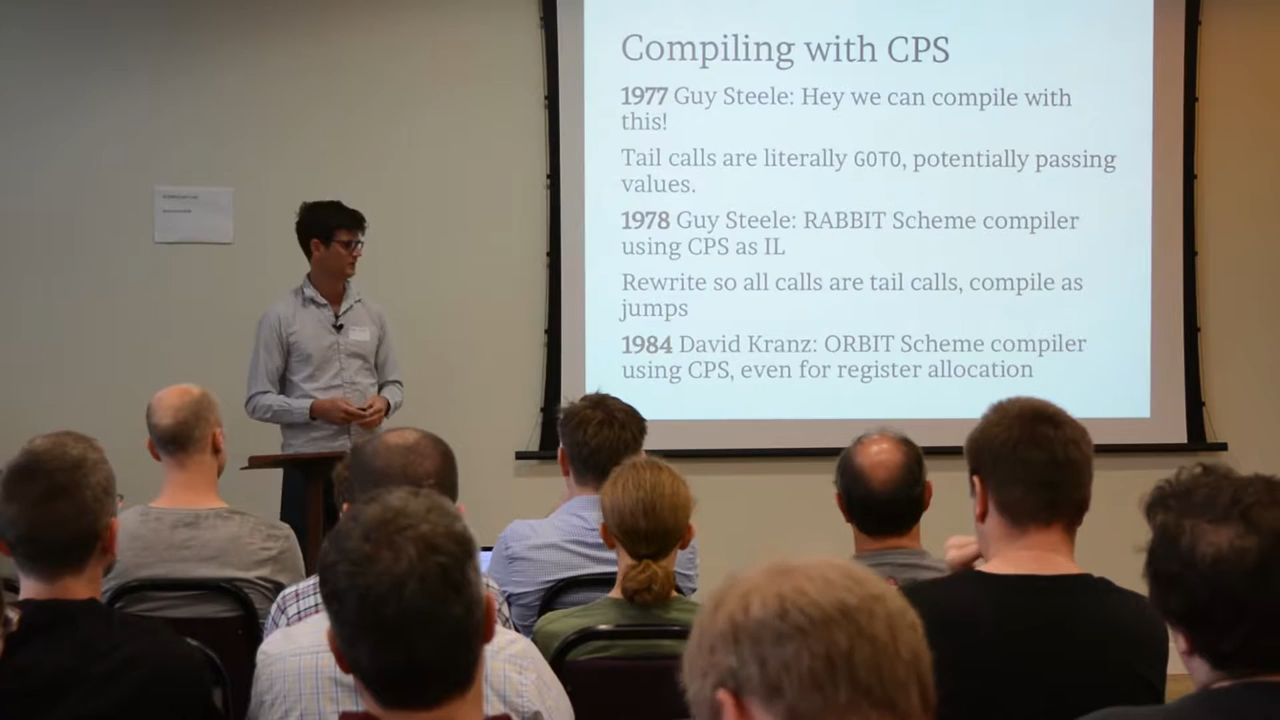 Compiling with CPS
1977 Guy Steele: Hey we can compile with
this!
Tail calls are literally GOTO, potentially passing
values.
1978 Guy Steele: RABBIT Scheme compiler
using CPS as IL
Rewrite so all calls are tail calls, compile as
jumps
1984 David Kranz: ORBIT Scheme compiler
using CPS, even for register allocation